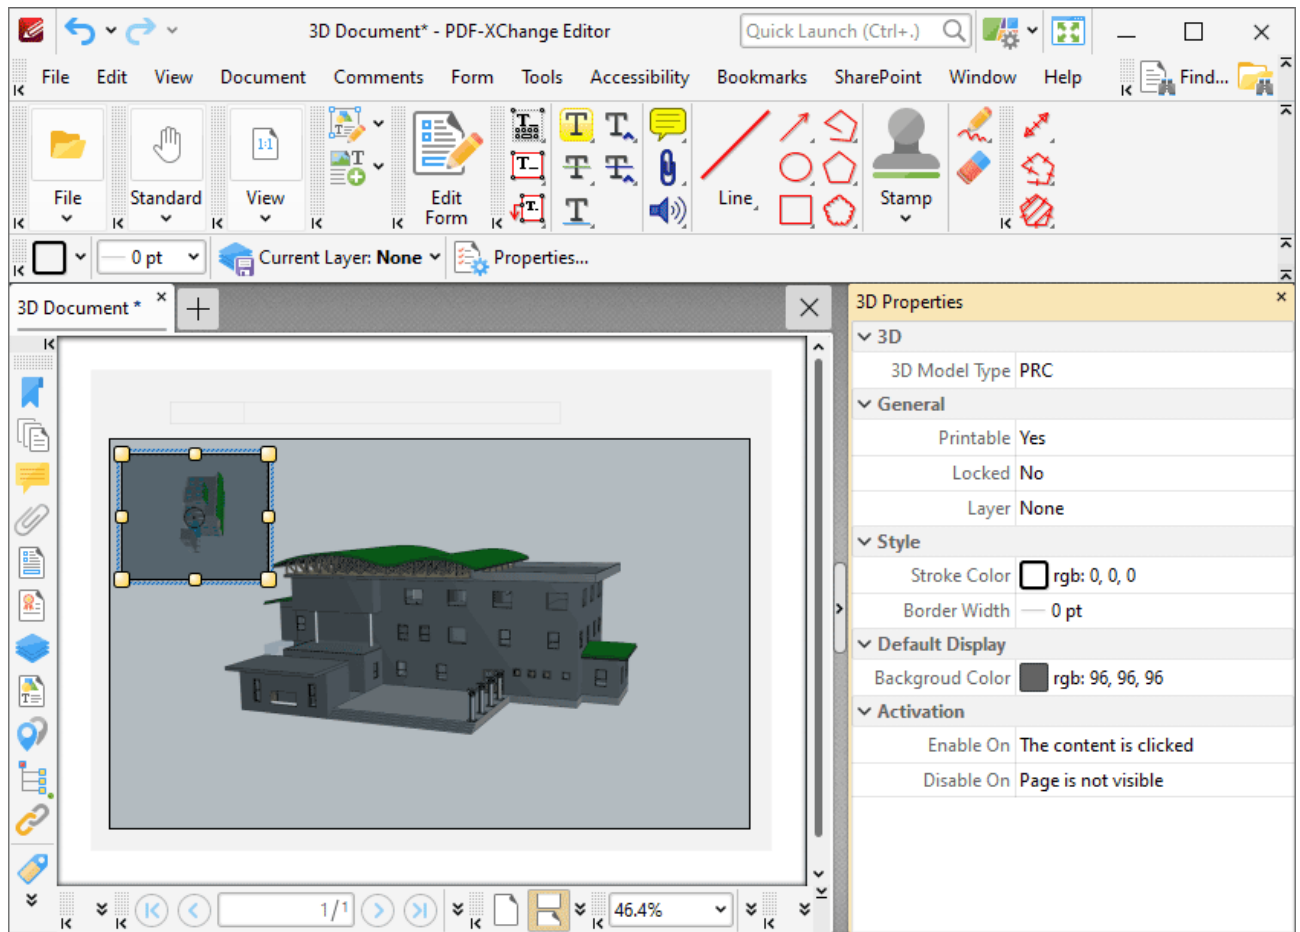 3D Document* - PDF-XChange Editor
Quick Launch (Ctrl+.)
File Edit View Document Comments Form Tools Accessibility Bookmarks SharePoint Window Help Find...
File
Standard
View
Edit
Form
Line
Stamp
0 pt
Current Layer: None
Properties...
3D Document *
3D Properties
3D
3D Model Type PRC
General
Printable Yes
Locked No
Layer None
Style
Stroke Color rgb: 0, 0, 0
Border Width 0 pt
Default Display
Backgroud Color rgb: 96, 96, 96
Activation
Enable On The content is clicked
Disable On Page is not visible
1/1
46.4%